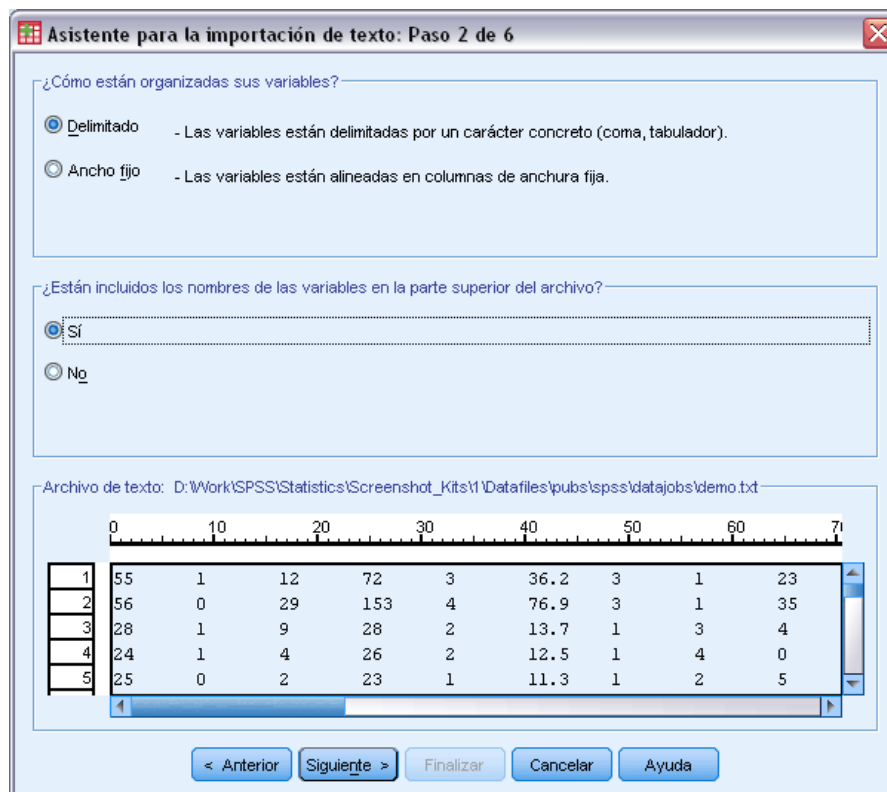 Asistente para la importación de texto: Paso 2 de 6
¿Cómo están organizadas sus variables?
Delimitado - Las variables están delimitadas por un carácter concreto (coma, tabulador).
Ancho fijo - Las variables están alineadas en columnas de anchura fija.
¿Están incluidos los nombres de las variables en la parte superior del archivo?
Sí
No
Archivo de texto: D:\Work\SPSS\Statistics\Screenshot_Kits\1\Datafiles\pubs\spss\datajobs\demo.txt
0 10 20 30 40 50 60 70
1 55 1 12 72 3 36.2 3 1 23
2 56 0 29 153 4 76.9 3 1 35
3 28 1 9 28 2 13.7 1 3 4
4 24 1 4 26 2 12.5 1 4 0
5 25 0 2 23 1 11.3 1 2 5
< Anterior Siguiente > Finalizar Cancelar Ayuda